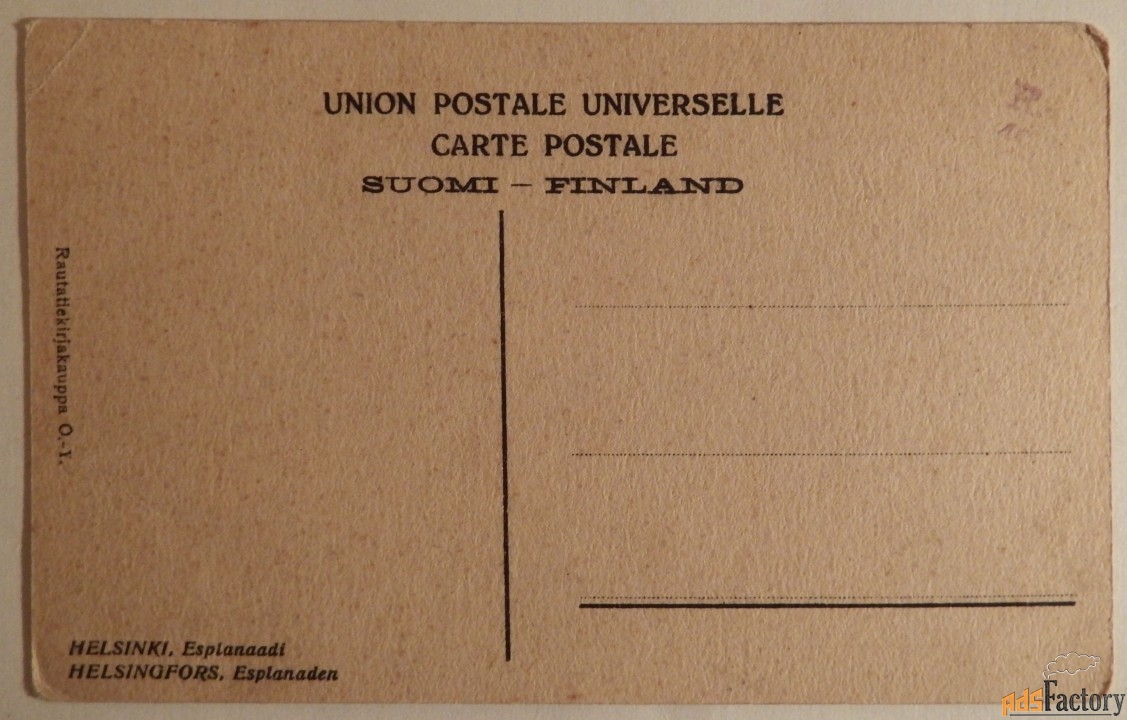 UNION POSTALE UNIVERSELLE
CARTE POSTALE
SUOMI – FINLAND
Rautatiekirjakauppa O.-Y.
HELSINKI, Esplanaadi
HELSINGFORS, Esplanaden
AdsFactory